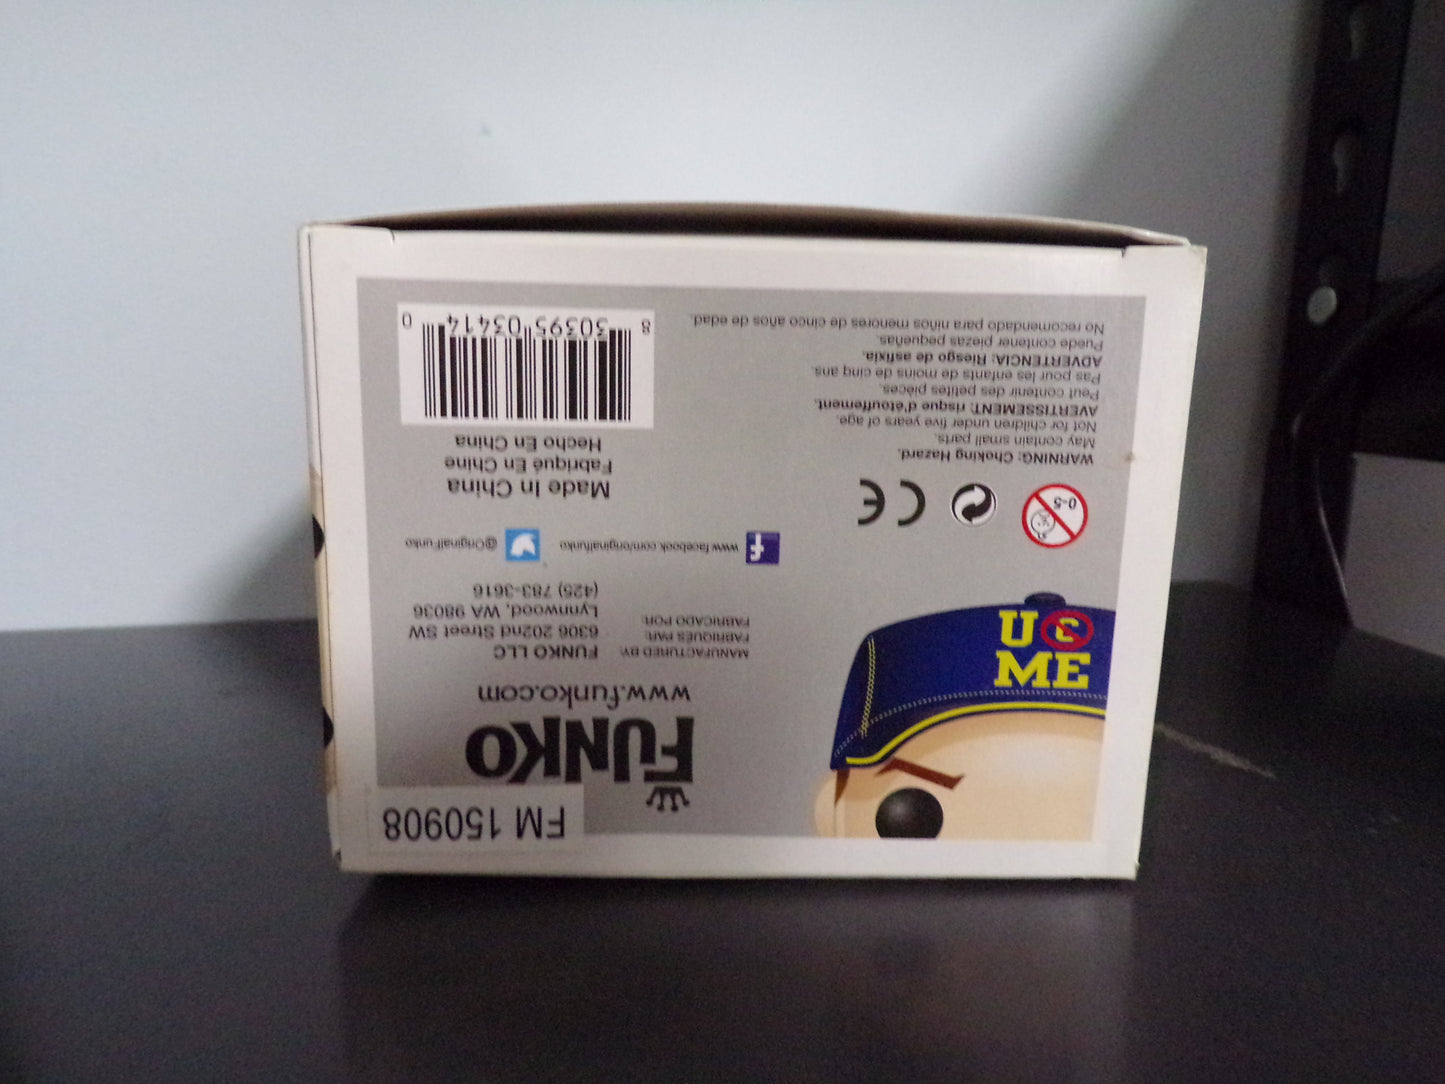 FM 150908
FUNKO
www.funko.com
MANUFACTURED BY:
FABRIQUÉS PAR:
FABRICADO POR:
FUNKO LLC
6306 202nd Street SW
Lynnwood, WA 98036
(425) 783-3616
f www.facebook.com/originalfunko
@OriginalFunko
Made In China
Fabriqué En Chine
Hecho En China
8 30395 03414 0
U C
ME
0-5
CE
WARNING: Choking Hazard.
May contain small parts.
Not for children under five years of age.
AVERTISSEMENT: risque d'étouffement.
Peut contenir des petites pièces.
Pas pour les enfants de moins de cinq ans.
ADVERTENCIA: Riesgo de asfixia.
Puede contener piezas pequeñas.
No recomendado para niños menores de cinco años de edad.